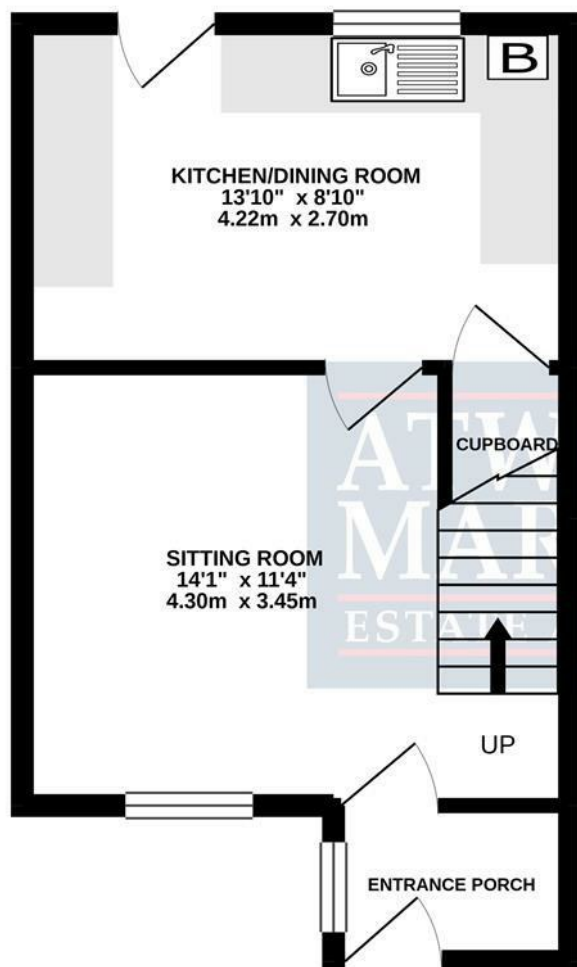 B
KITCHEN/DINING ROOM
13'10" x 8'10"
4.22m x 2.70m
CUPBOARD
SITTING ROOM
14'1" x 11'4"
4.30m x 3.45m
ESTATE
UP
ENTRANCE PORCH